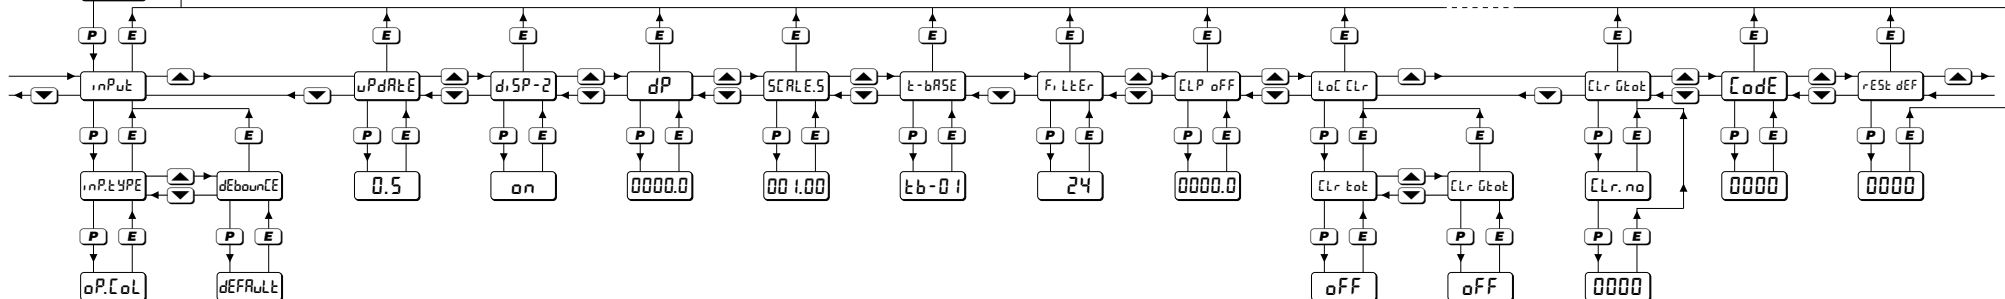 P E E E E E E E E E E E E
inPut uPdAtE diSP-2 dP SCALE.S t-bASE FiLtEr CLP oFF LoC CLr CLr Gtot CodE rESt dEF
P E E P E P E P E P E P E P E P E P E E P E P E P E
inP.tYPE dEbounCE 0.5 on 0000.0 001.00 tb-01 24 0000.0 CLr tot CLr Gtot CLr.no 0000 0000
P E P E P E P E P E
oP.CoL dEFAuLt oFF oFF 0000